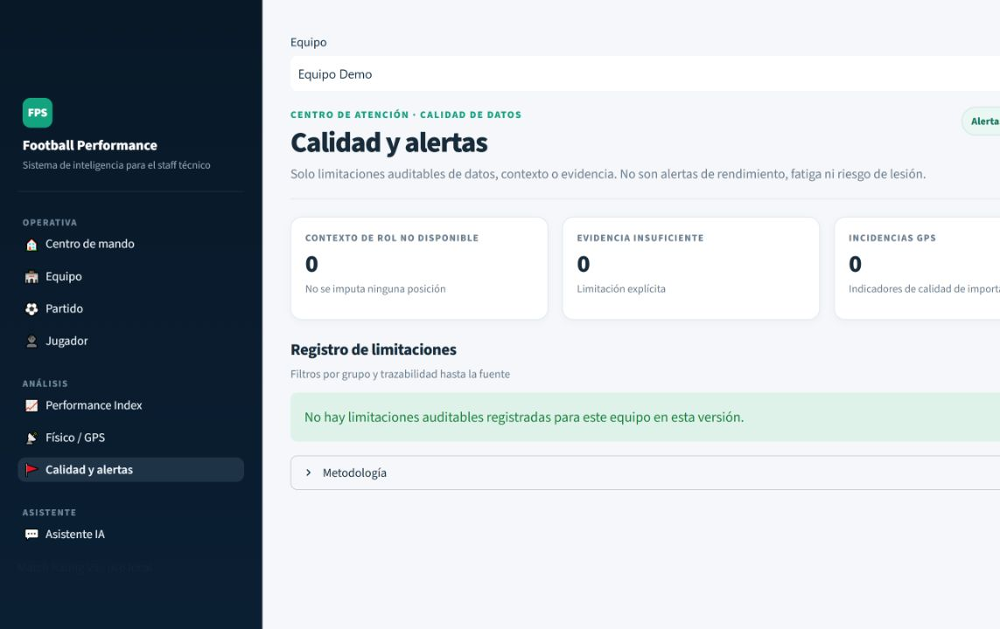 FPS
Football Performance
Sistema de inteligencia para el staff técnico
OPERATIVA
Centro de mando
Equipo
Partido
Jugador
ANÁLISIS
Performance Index
Físico / GPS
Calidad y alertas
ASISTENTE
Asistente IA
Equipo
Equipo Demo
CENTRO DE ATENCIÓN · CALIDAD DE DATOS
Alerta
Calidad y alertas
Solo limitaciones auditables de datos, contexto o evidencia. No son alertas de rendimiento, fatiga ni riesgo de lesión.
CONTEXTO DE ROL NO DISPONIBLE
0
No se imputa ninguna posición
EVIDENCIA INSUFICIENTE
0
Limitación explícita
INCIDENCIAS GPS
0
Indicadores de calidad de importa
Registro de limitaciones
Filtros por grupo y trazabilidad hasta la fuente
No hay limitaciones auditables registradas para este equipo en esta versión.
Metodología